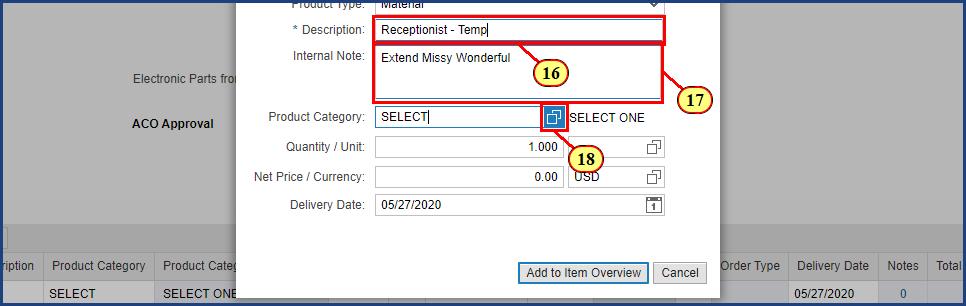 Product Type: Material
* Description: Receptionist - Temp
Internal Note: Extend Missy Wonderful
16
17
Electronic Parts from
ACO Approval
Product Category: SELECT SELECT ONE
18
Quantity / Unit: 1.000
Net Price / Currency: 0.00 USD
Delivery Date: 05/27/2020 1
Add to Item Overview Cancel
Product Category Product Order Type Delivery Date Notes Total
SELECT SELECT ONE 05/27/2020 0